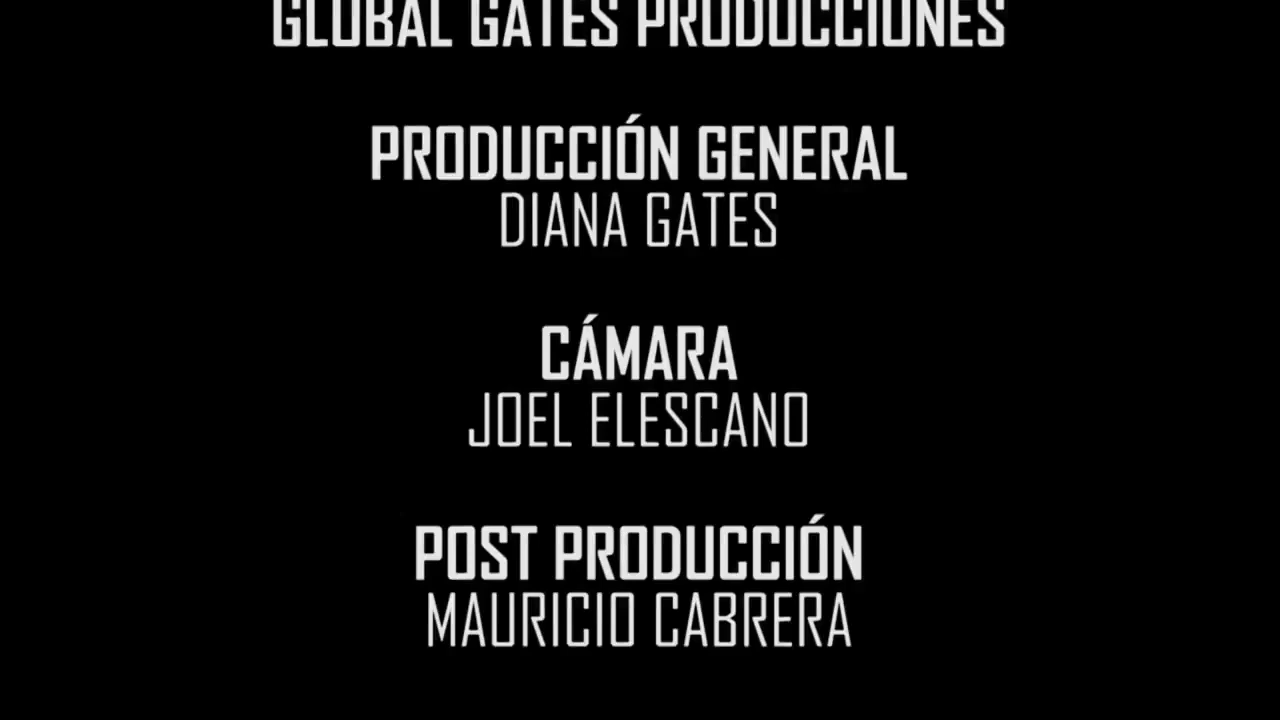 GLOBAL GATES PRODUCCIONES
PRODUCCIÓN GENERAL
DIANA GATES
CÁMARA
JOEL ELESCANO
POST PRODUCCIÓN
MAURICIO CABRERA